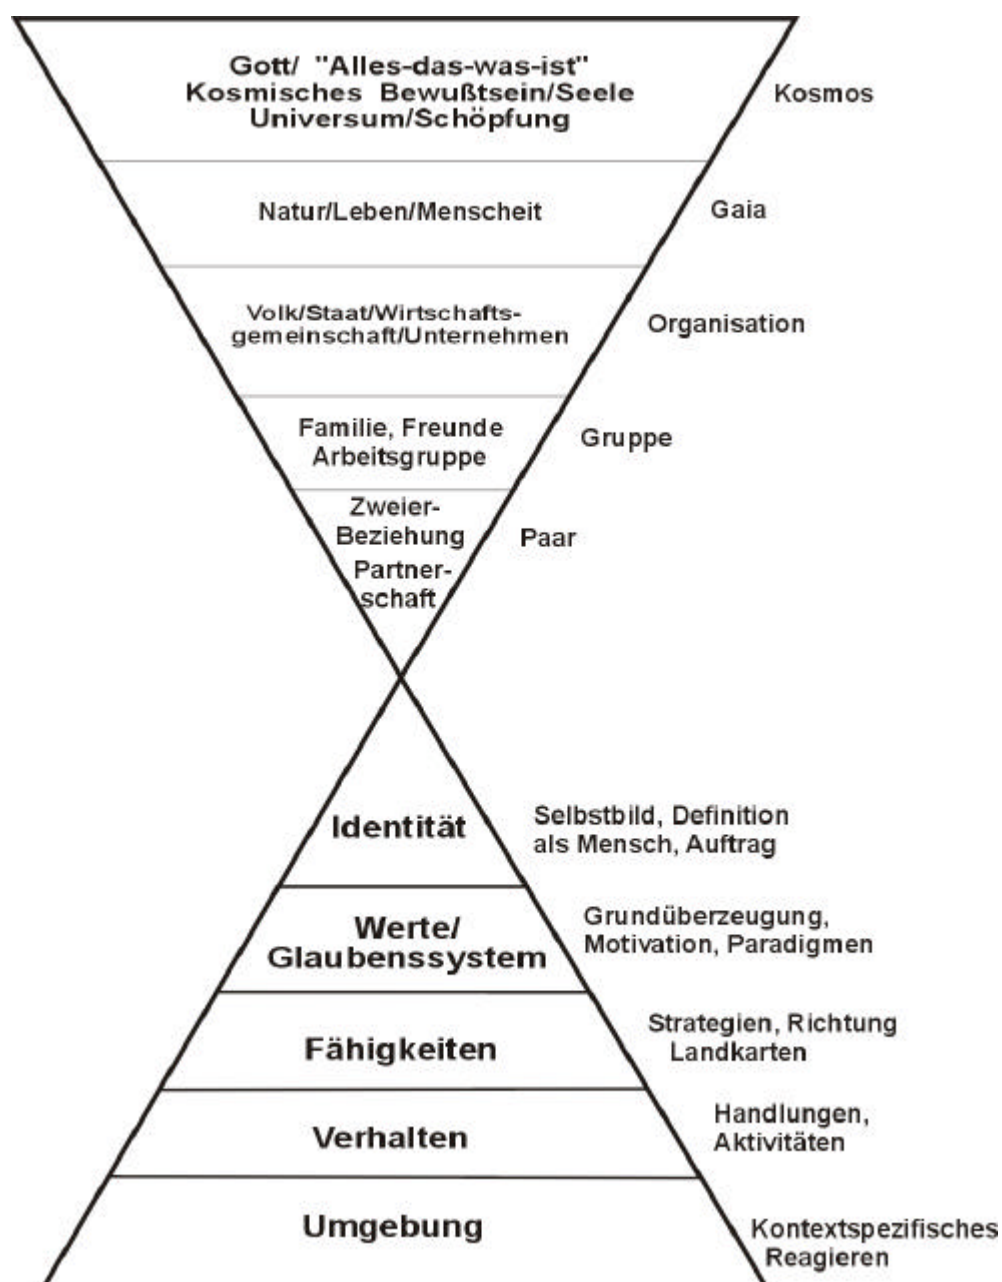 Gott/ "Alles-das-was-ist"
Kosmisches Bewußtsein/Seele
Universum/Schöpfung
Kosmos
Natur/Leben/Menscheit
Gaia
Volk/Staat/Wirtschafts-
gemeinschaft/Unternehmen
Organisation
Familie, Freunde
Arbeitsgruppe
Gruppe
Zweier-
Beziehung
Partner-
schaft
Paar
Identität
Selbstbild, Definition
als Mensch, Auftrag
Werte/
Glaubenssystem
Grundüberzeugung,
Motivation, Paradigmen
Fähigkeiten
Strategien, Richtung
Landkarten
Verhalten
Handlungen,
Aktivitäten
Umgebung
Kontextspezifisches
Reagieren